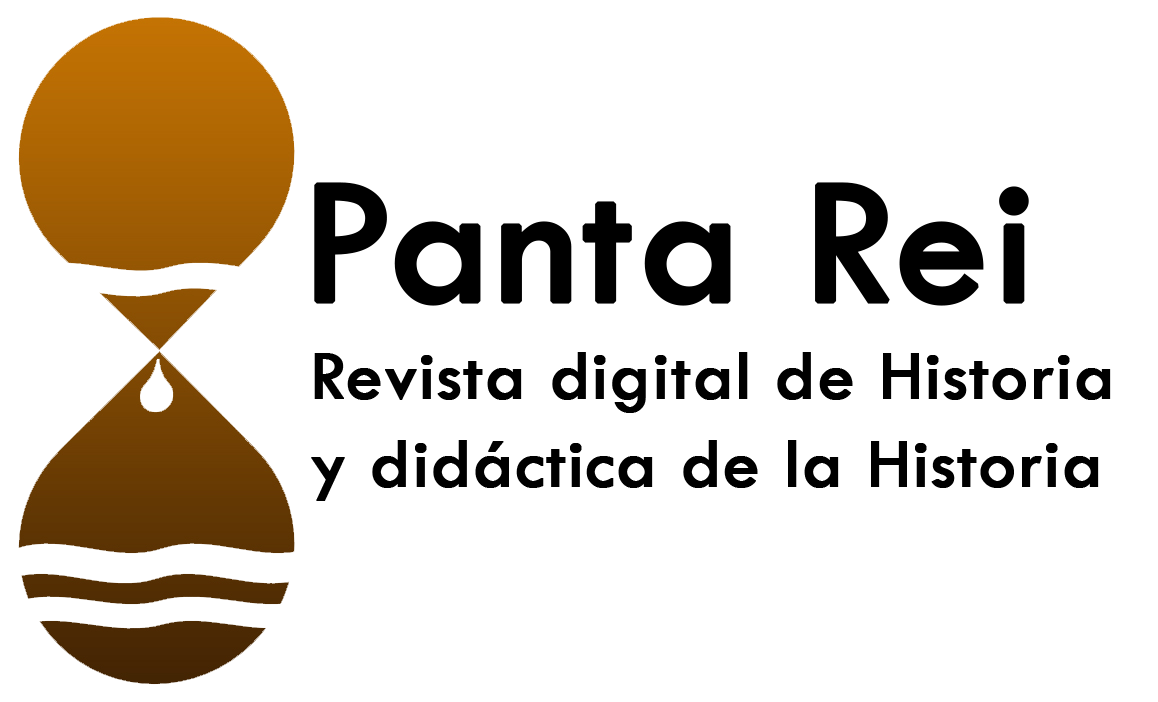 Panta Rei
Revista digital de Historia
y didáctica de la Historia